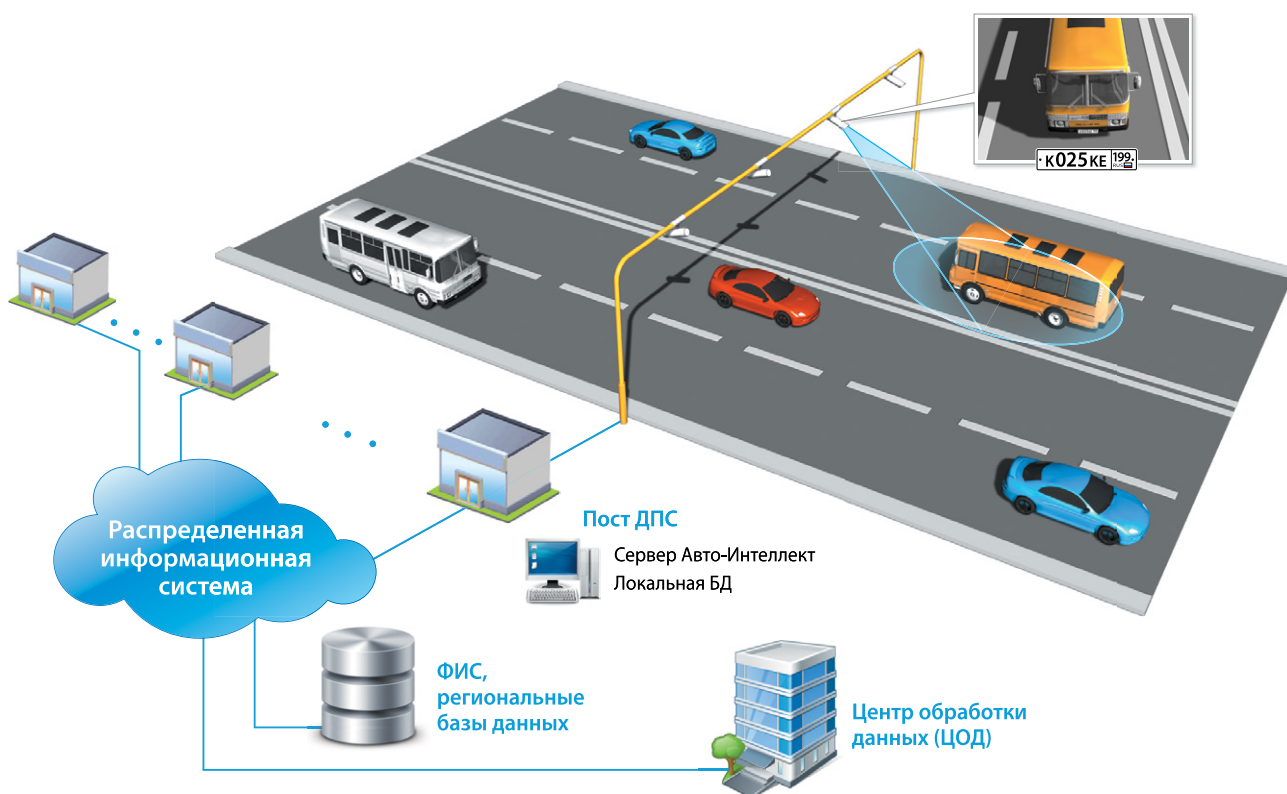 К025КЕ 199
RUS
Пост ДПС
Сервер Авто-Интеллект
Локальная БД
Распределенная
информационная
система
ФИС,
региональные
базы данных
Центр обработки
данных (ЦОД)